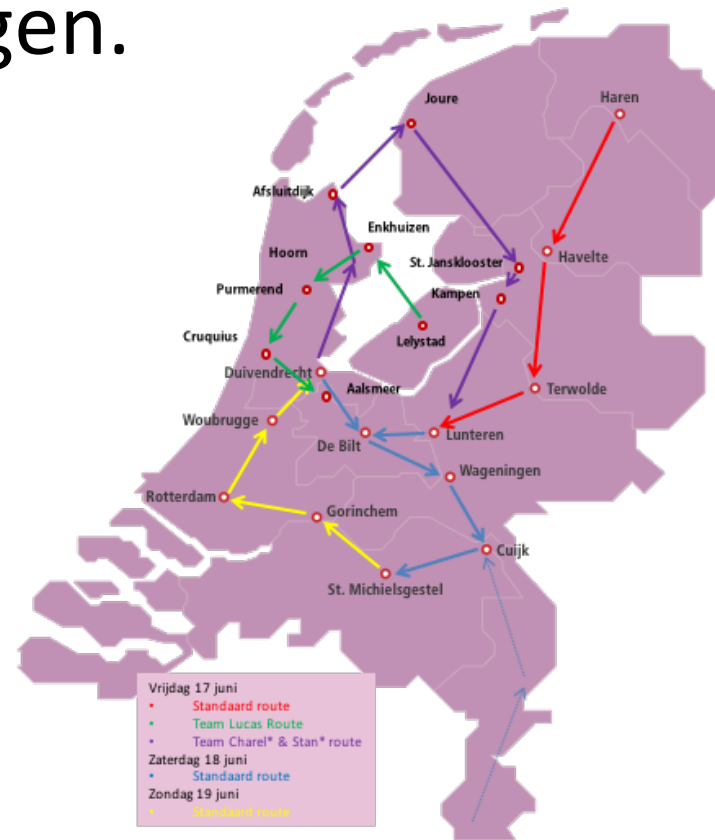 gen.
Joure
Haren
Afsluitdijk
Enkhuizen
Hoorn
St. Jansklooster
Havelte
Purmerend
Kampen
Cruquius
Lelystad
Duivendrecht
Aalsmeer
Terwolde
Woubrugge
De Bilt
Lunteren
Wageningen
Rotterdam
Gorinchem
Cuijk
St. Michielsgestel
Vrijdag 17 juni
• Standaard route
• Team Lucas Route
• Team Charel* & Stan* route
Zaterdag 18 juni
• Standaard route
Zondag 19 juni
• Standaard route